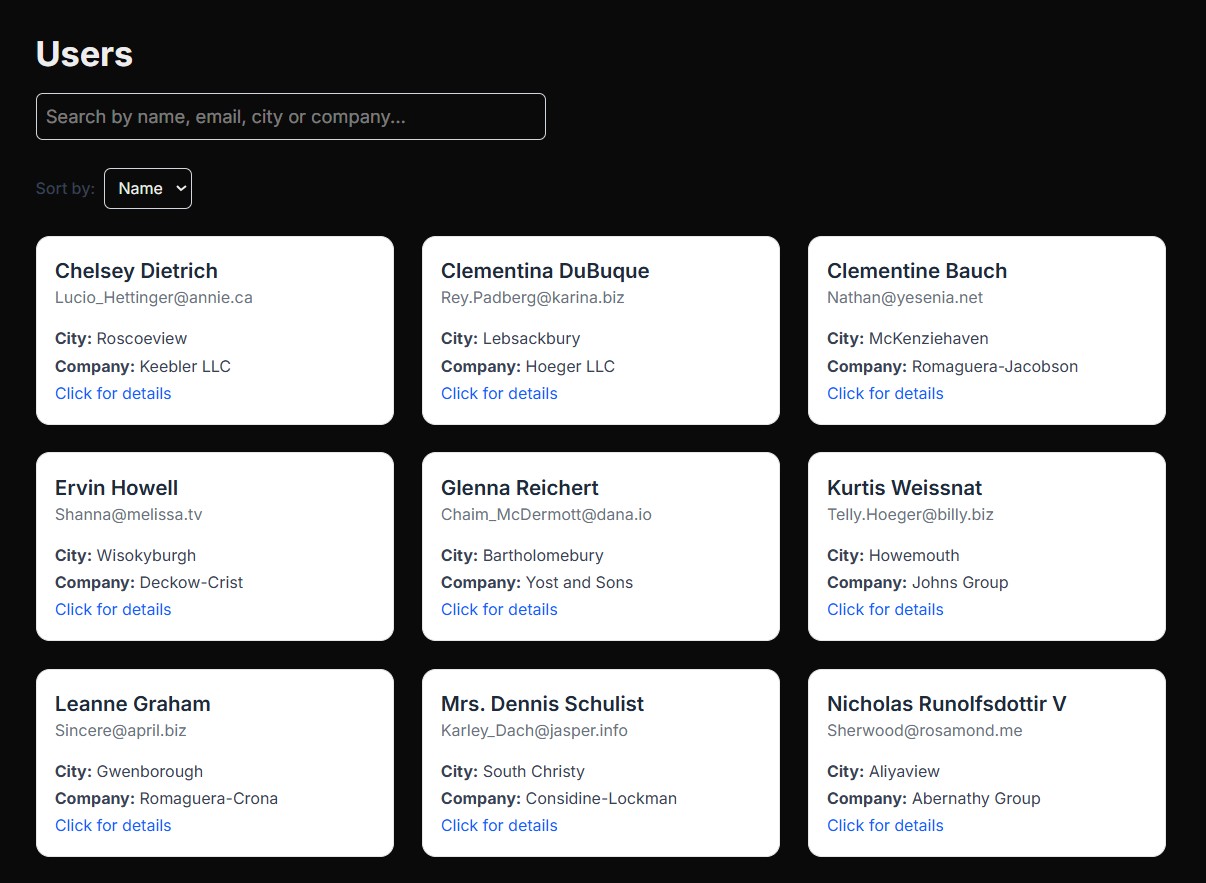 Users
Search by name, email, city or company...
Sort by: Name
Chelsey Dietrich
Lucio_Hettinger@annie.ca
City: Roscoeview
Company: Keebler LLC
Click for details
Clementina DuBuque
Rey.Padberg@karina.biz
City: Lebsackbury
Company: Hoeger LLC
Click for details
Clementine Bauch
Nathan@yesenia.net
City: McKenziehaven
Company: Romaguera-Jacobson
Click for details
Ervin Howell
Shanna@melissa.tv
City: Wisokyburgh
Company: Deckow-Crist
Click for details
Glenna Reichert
Chaim_McDermott@dana.io
City: Bartholomebury
Company: Yost and Sons
Click for details
Kurtis Weissnat
Telly.Hoeger@billy.biz
City: Howemouth
Company: Johns Group
Click for details
Leanne Graham
Sincere@april.biz
City: Gwenborough
Company: Romaguera-Crona
Click for details
Mrs. Dennis Schulist
Karley_Dach@jasper.info
City: South Christy
Company: Considine-Lockman
Click for details
Nicholas Runolfsdottir V
Sherwood@rosamond.me
City: Aliyaview
Company: Abernathy Group
Click for details